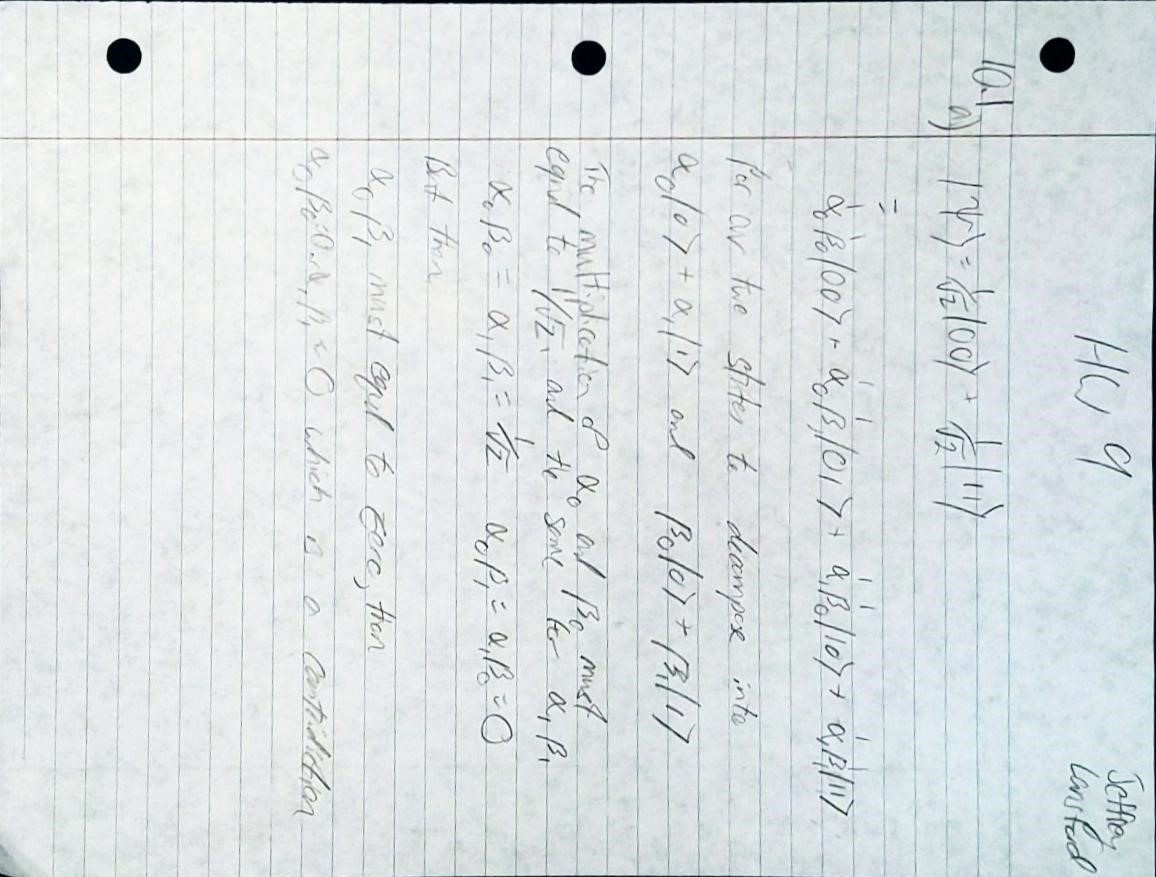 HW 9
10.1
a) |ψ⟩ = 1/√2 |00⟩ + 1/√2 |11⟩
=
α₀β₀|00⟩ + α₀β₁|01⟩ + α₁β₀|10⟩ + α₁β₁|11⟩
For our two states to decompose into
α₀|0⟩ + α₁|1⟩ and β₀|0⟩ + β₁|1⟩
The multiplication of α₀ and β₀ must
equal to 1/√2, and the same for α₁β₁
α₀β₀ = α₁β₁ = 1/√2 α₀β₁ = α₁β₀ = 0
But then
α₀β₁ must equal to zero, then
α₀β₀ = 0 α₁β₁ = 0 which is a contradiction